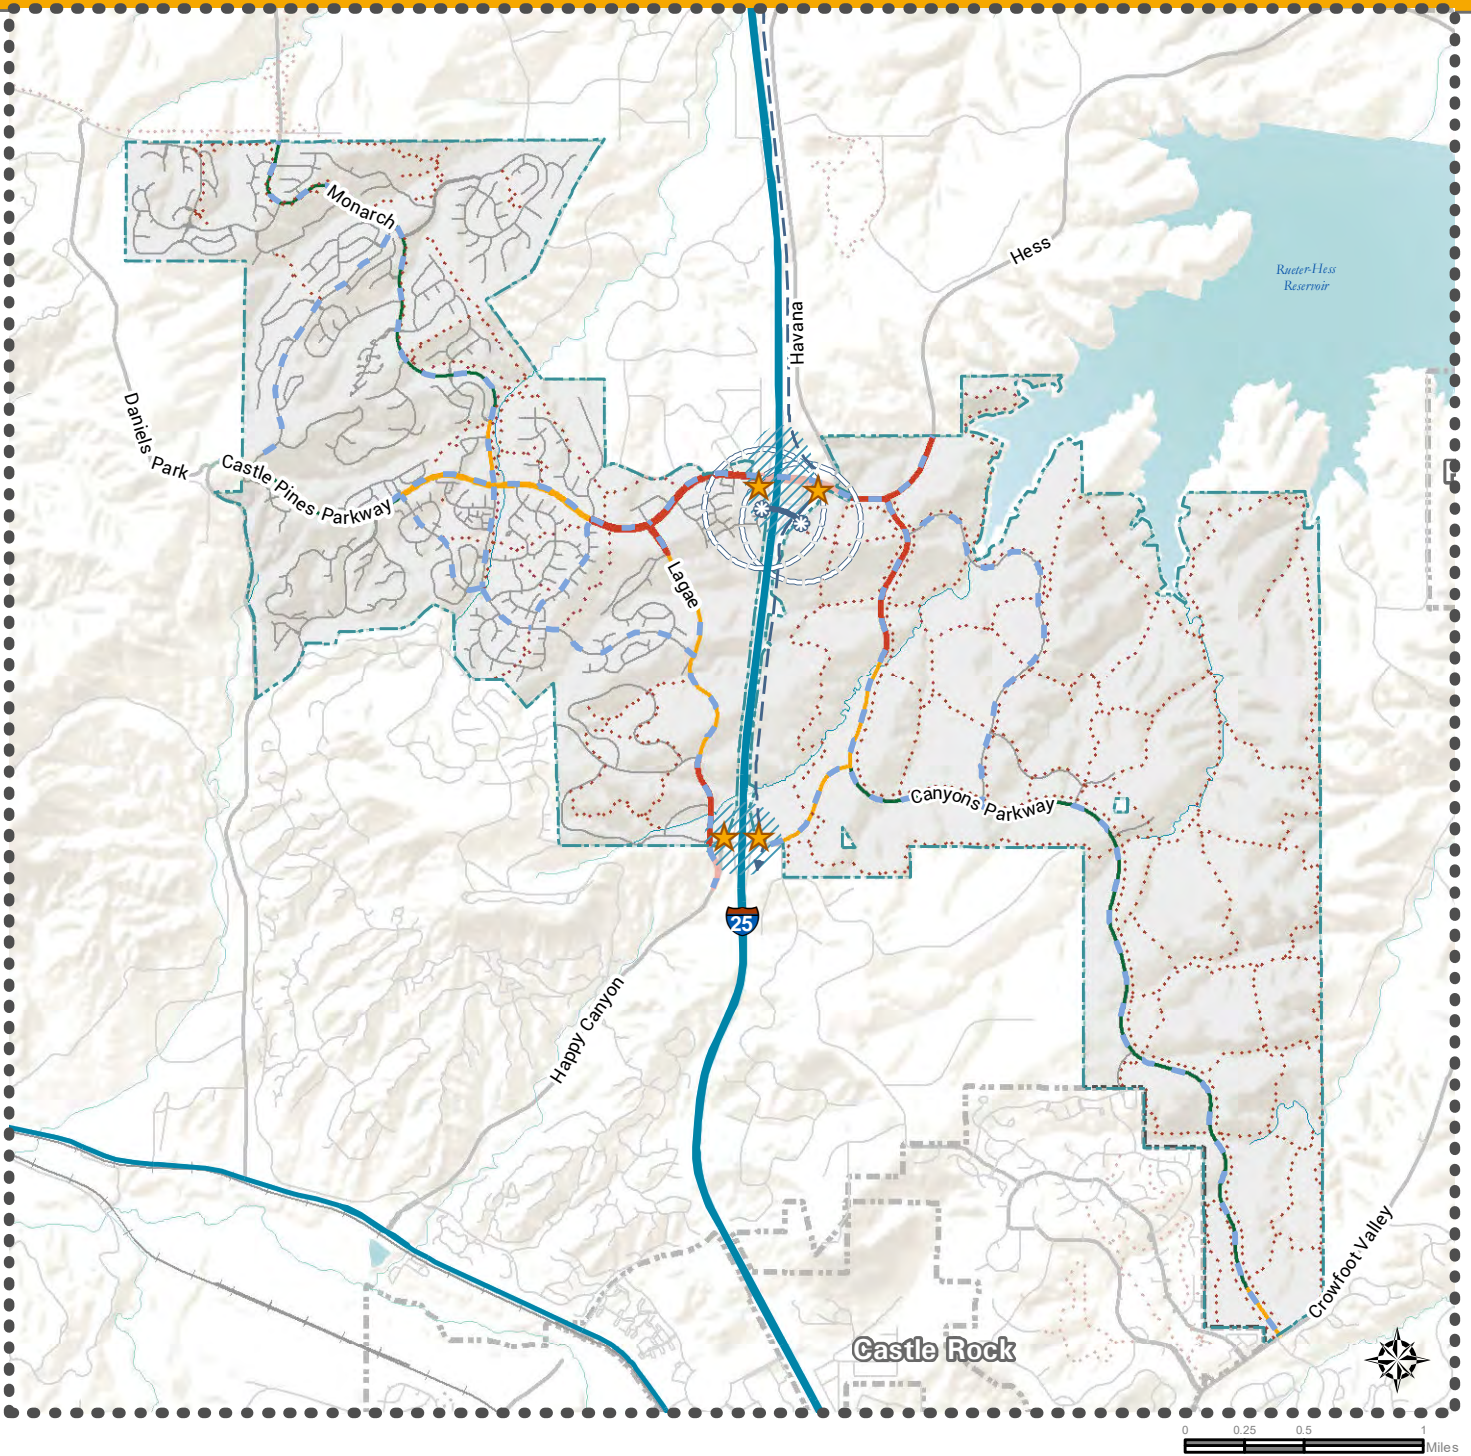 Monarch
Hess
Rueter-Hess
Reservoir
Havana
Daniels Park
Castle Pines Parkway
Lagae
Canyons Parkway
25
Happy Canyon
Crowfoot Valley
Castle Rock
0 0.25 0.5 1
Miles